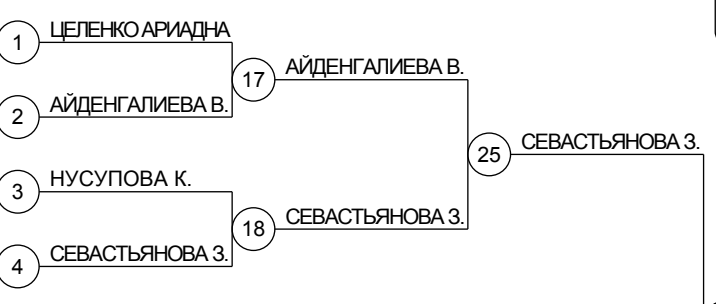 1 ЦЕЛЕНКО АРИАДНА
17 АЙДЕНГАЛИЕВА В.
2 АЙДЕНГАЛИЕВА В.
25 СЕВАСТЬЯНОВА З.
3 НУСУПОВА К.
18 СЕВАСТЬЯНОВА З.
4 СЕВАСТЬЯНОВА З.